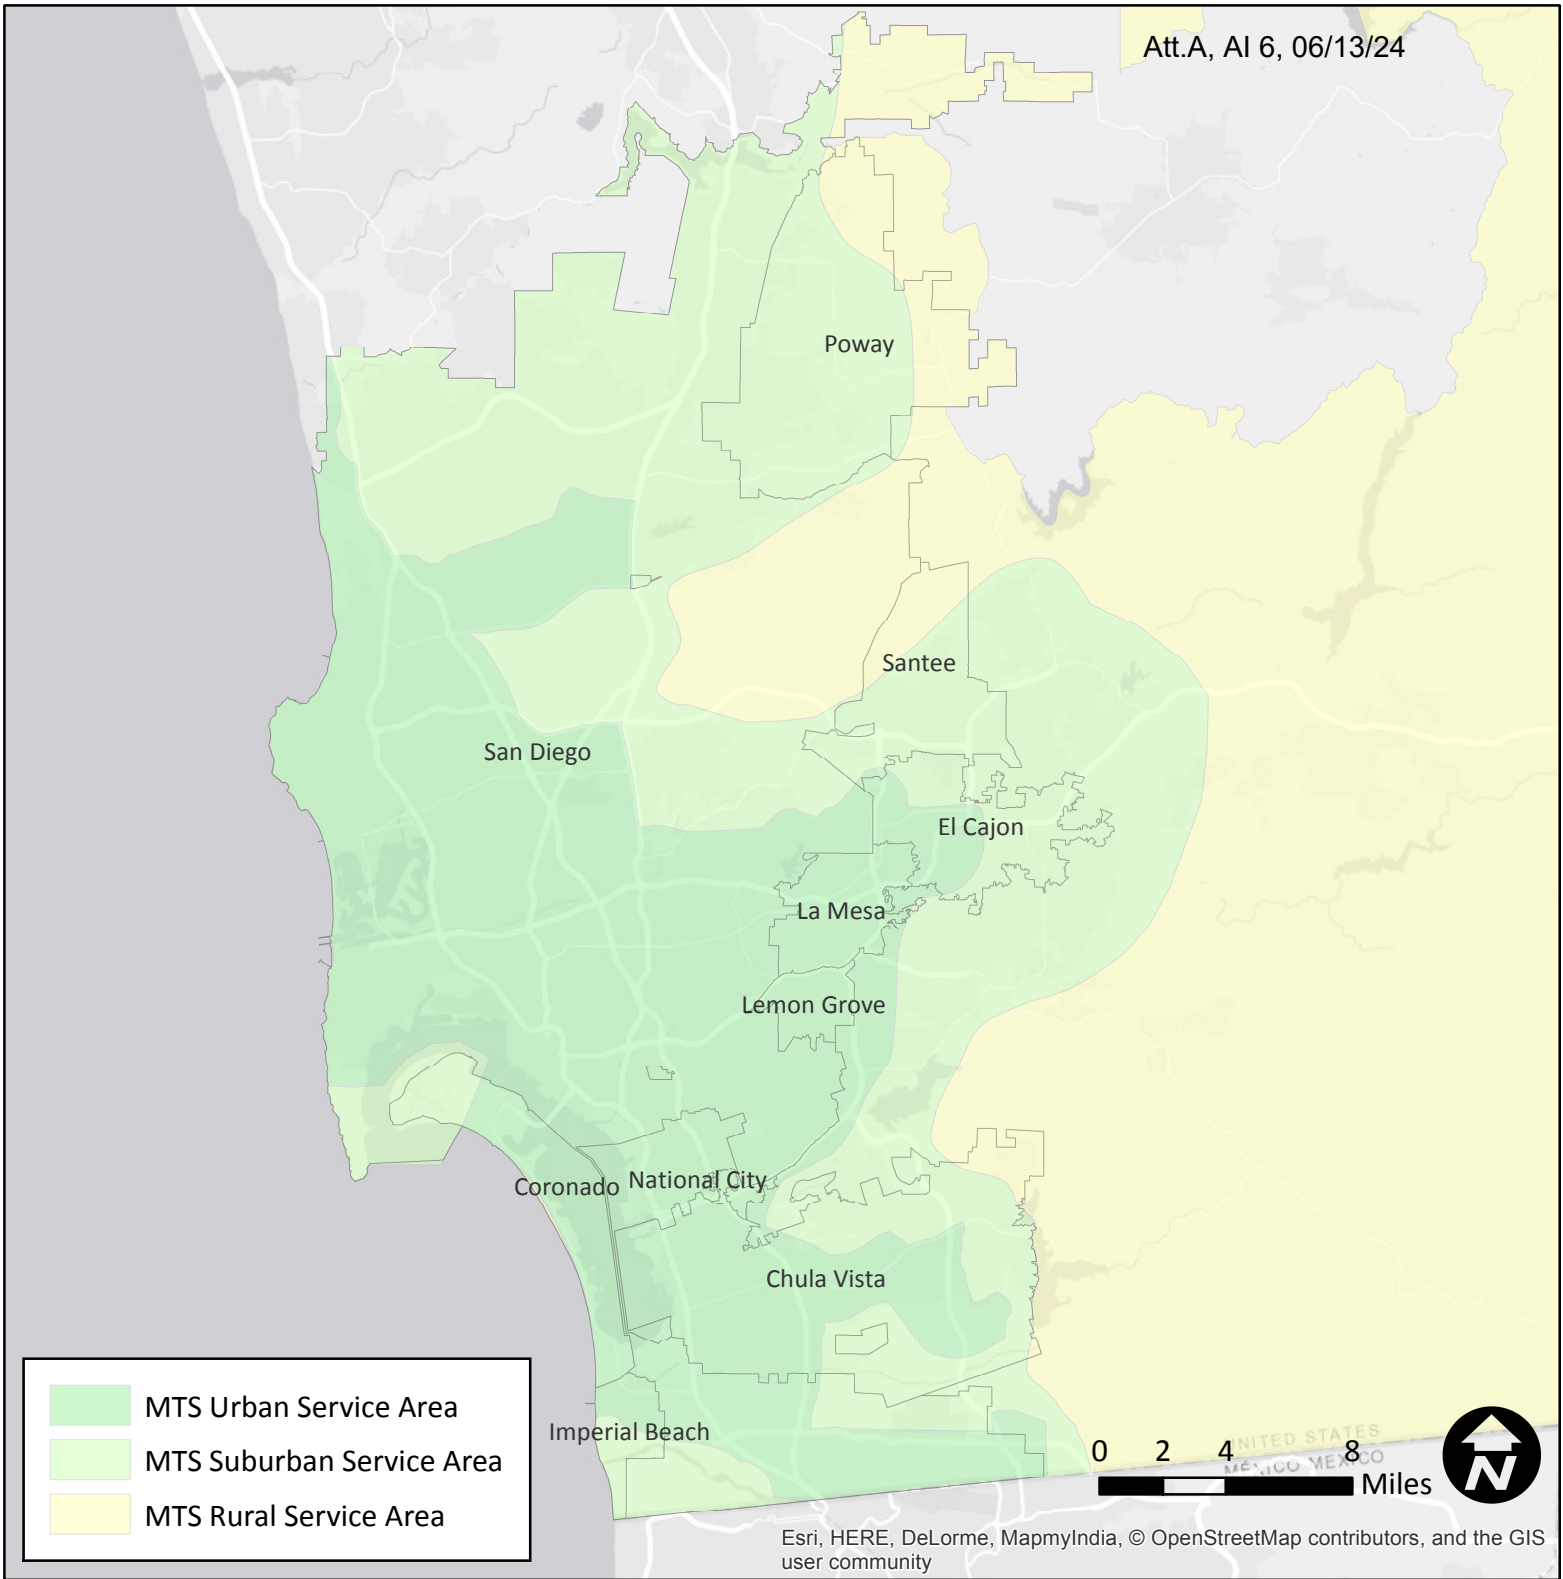 Att.A, AI 6, 06/13/24
Poway
Santee
San Diego
El Cajon
La Mesa
Lemon Grove
National City
Coronado
Chula Vista
Imperial Beach
MTS Urban Service Area
MTS Suburban Service Area
MTS Rural Service Area
UNITED STATES
MÉXICO MEXICO
0 2 4 8
Miles
N
Esri, HERE, DeLorme, MapmyIndia, © OpenStreetMap contributors, and the GIS
user community